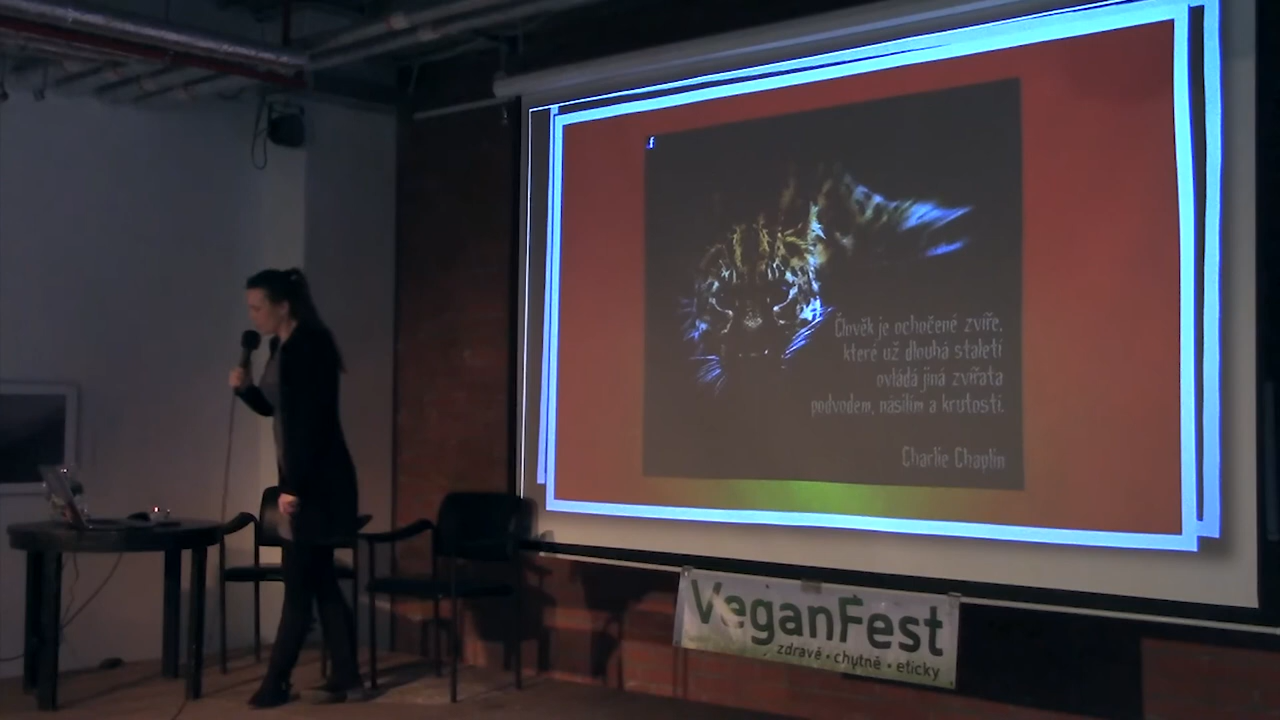 f
Člověk je ochočené zvíře,
které už dlouhá staletí
ovládá jiná zvířata
podvodem, násilím a krutostí.
Charlie Chaplin
VeganFest
zdravě • chutně • eticky